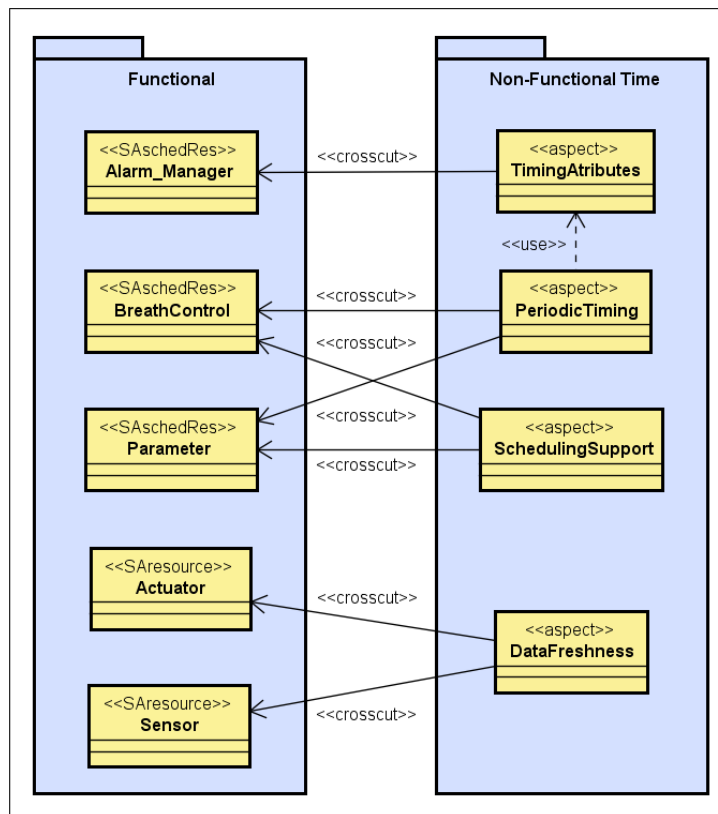 Functional
Non-Functional Time
<<SAschedRes>>
Alarm_Manager
<<crosscut>>
<<aspect>>
TimingAtributes
<<use>>
<<SAschedRes>>
BreathControl
<<crosscut>>
<<aspect>>
PeriodicTiming
<<crosscut>>
<<SAschedRes>>
Parameter
<<crosscut>>
<<aspect>>
SchedulingSupport
<<crosscut>>
<<SAresource>>
Actuator
<<crosscut>>
<<aspect>>
DataFreshness
<<SAresource>>
Sensor
<<crosscut>>